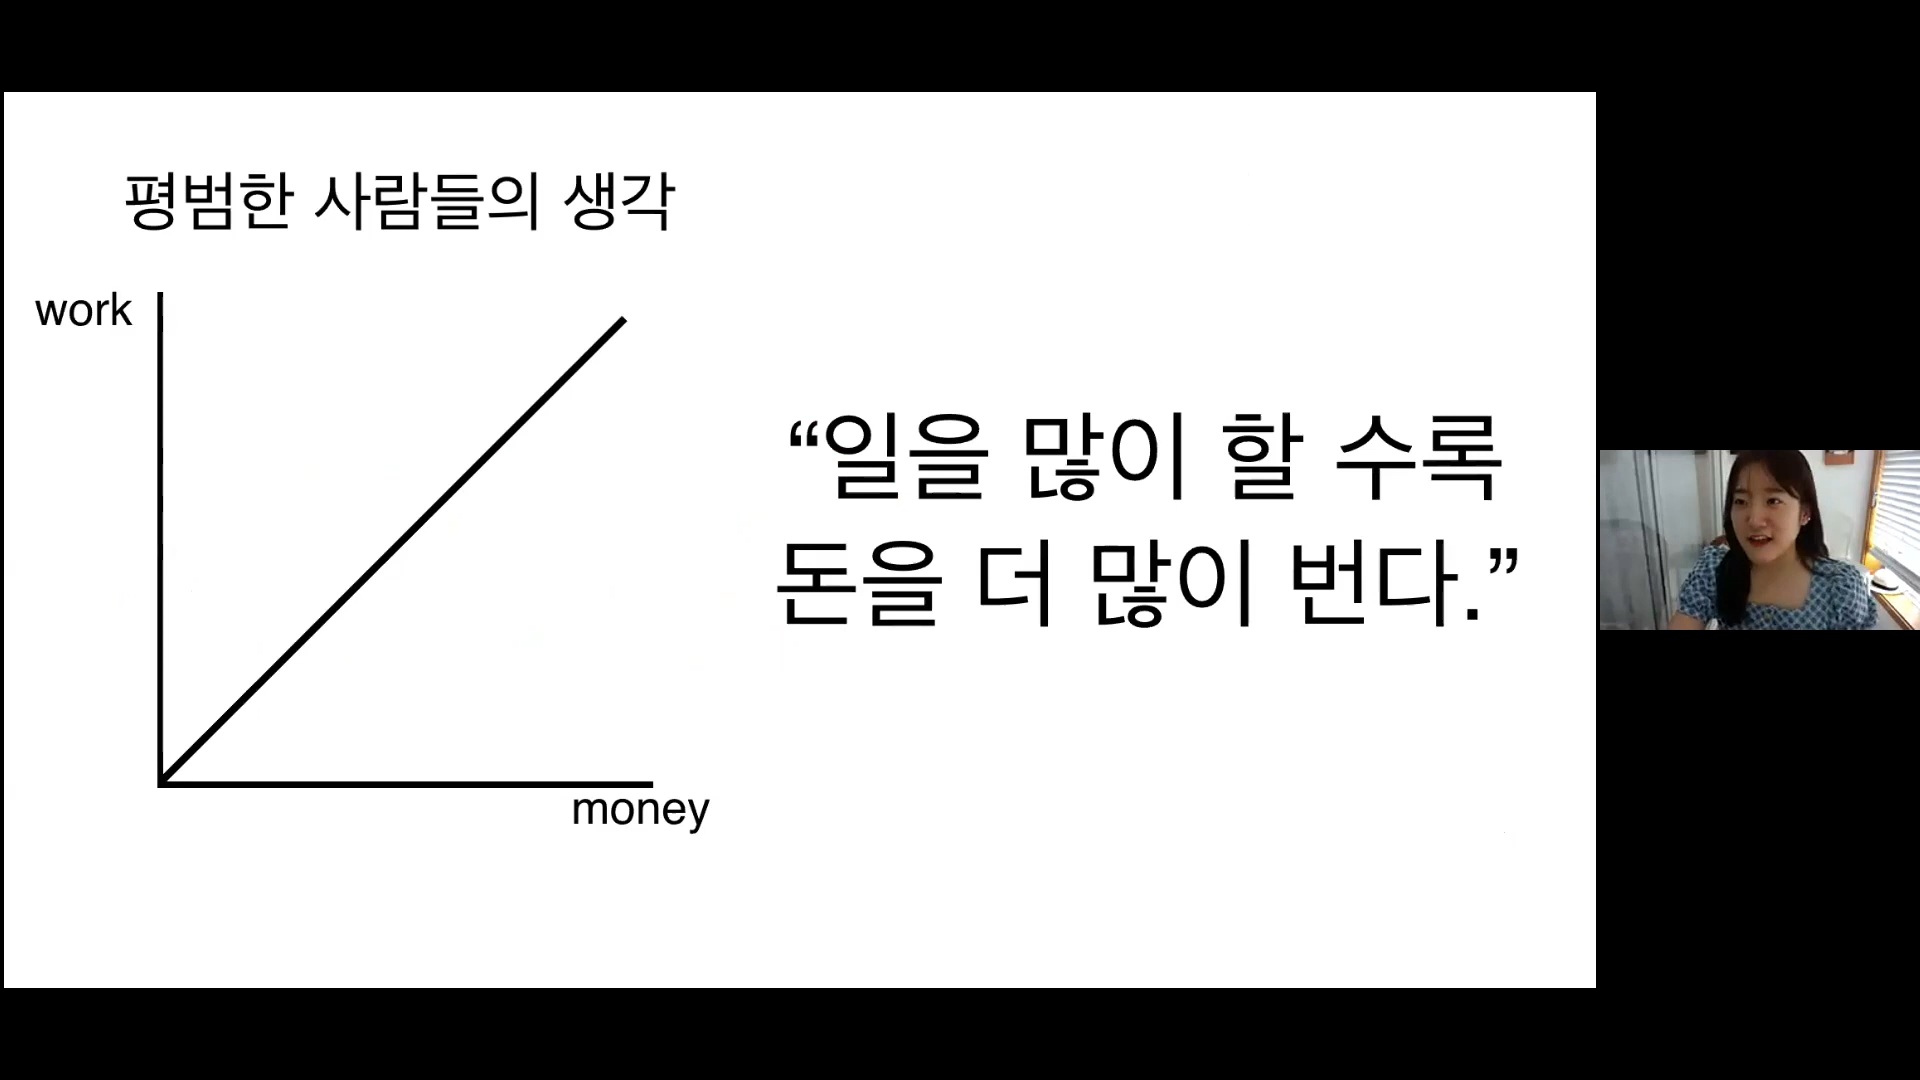 평범한 사람들의 생각
work
“일을 많이 할 수록
돈을 더 많이 번다.”
money